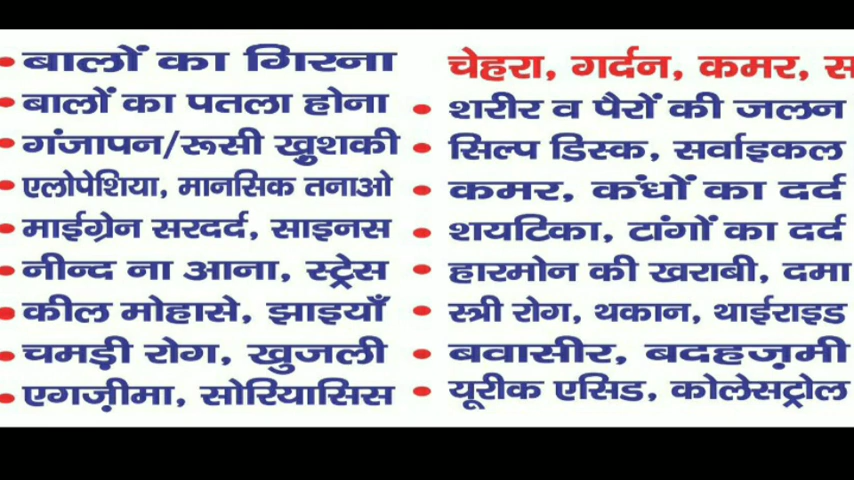 बालों का गिरना
बालों का पतला होना
गंजापन/रूसी खुशकी
एलोपेशिया, मानसिक तनाओ
माईग्रेन सरदर्द, साइनस
नीन्द ना आना, स्ट्रेस
कील मोहासे, झाइयाँ
चमड़ी रोग, खुजली
एगज़ीमा, सोरियासिस
चेहरा, गर्दन, कमर,
शरीर व पैरों की जलन
सिल्प डिस्क, सर्वाइकल
कमर, कंधों का दर्द
शयटिका, टांगों का दर्द
हारमोन की खराबी, दमा
स्त्री रोग, थकान, थाईराइड
बवासीर, बदहज़मी
यूरीक एसिड, कोलेसट्रोल